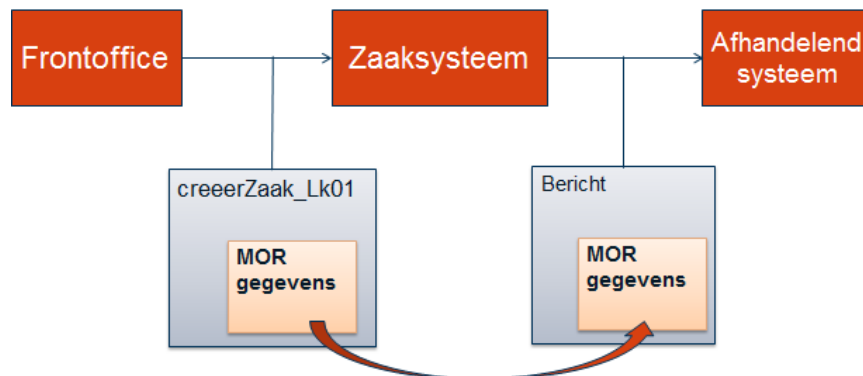 Frontoffice
Zaaksysteem
Afhandelend
systeem
creeerZaak_Lk01
MOR
gegevens
Bericht
MOR
gegevens